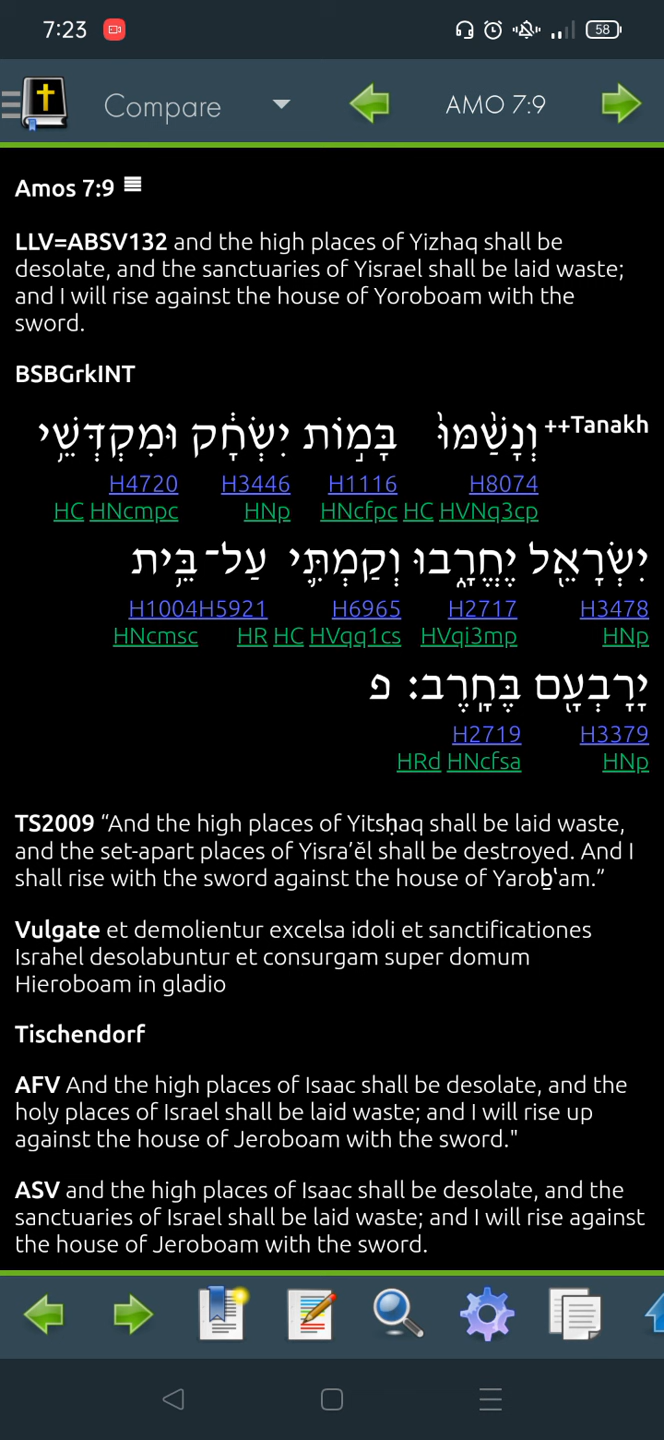 7:23
58
Compare
AMO 7:9
Amos 7:9
LLV=ABSV132 and the high places of Yizhaq shall be
desolate, and the sanctuaries of Yisrael shall be laid waste;
and I will rise against the house of Yoroboam with the
sword.
BSBGrkINT
++Tanakh וְנָשַׁ֙מּוּ֙ בָּמ֣וֹת יִשְׂחָ֔ק וּמִקְדְּשֵׁ֥י
H8074 H1116 H3446 H4720
HC HVNq3cp HNcfpc HNp HC HNcmpc
יִשְׂרָאֵ֖ל יֶחֱרָ֑בוּ וְקַמְתִּ֛י עַל־ בֵּ֥ית
H3478 H2717 H6965 H5921 H1004
HNp HVqi3mp HC HVqq1cs HR HNcmsc
יָרָבְעָ֖ם בֶּחָֽרֶב׃ פ
H3379 H2719
HNp HRd HNcfsa
TS2009 “And the high places of Yitsḥaq shall be laid waste,
and the set-apart places of Yisra’ĕl shall be destroyed. And I
shall rise with the sword against the house of Yaroḇ‛am.”
Vulgate et demolientur excelsa idoli et sanctificationes
Israhel desolabuntur et consurgam super domum
Hieroboam in gladio
Tischendorf
AFV And the high places of Isaac shall be desolate, and the
holy places of Israel shall be laid waste; and I will rise up
against the house of Jeroboam with the sword."
ASV and the high places of Isaac shall be desolate, and the
sanctuaries of Israel shall be laid waste; and I will rise against
the house of Jeroboam with the sword.